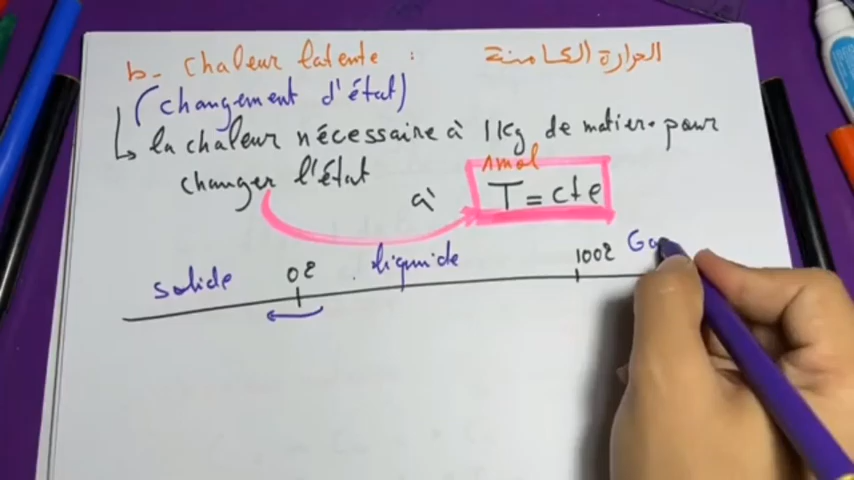 b- chaleur latente : الحرارة الكامنة
(changement d'état)
la chaleur nécessaire à 1Kg de matière pour
1mol
changer l'état à T = cte
solide 0° liquide 100° Ga